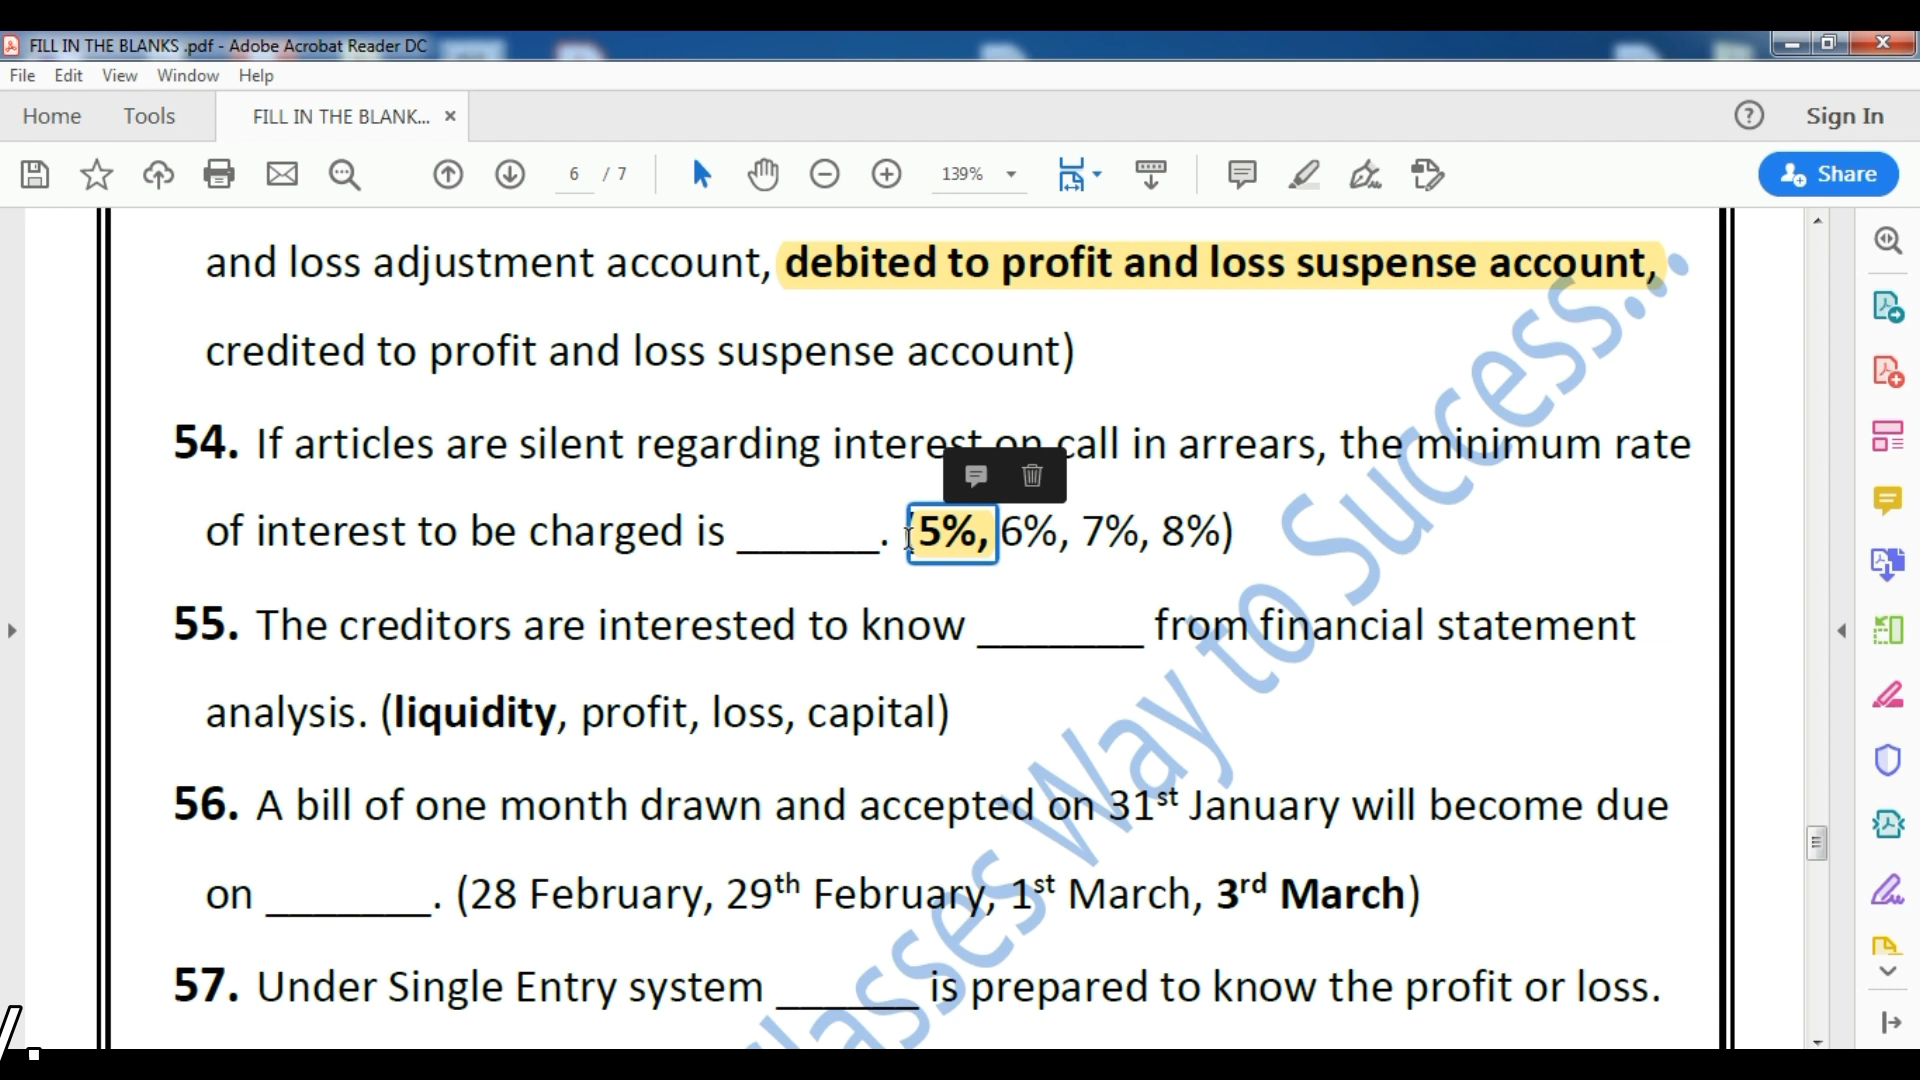 FILL IN THE BLANKS .pdf - Adobe Acrobat Reader DC
File Edit View Window Help
Home Tools FILL IN THE BLANK... × Sign In
6 / 7 139% Share
and loss adjustment account, debited to profit and loss suspense account,
credited to profit and loss suspense account)
54. If articles are silent regarding interest on call in arrears, the minimum rate
of interest to be charged is ______. (5%, 6%, 7%, 8%)
55. The creditors are interested to know _______ from financial statement
analysis. (liquidity, profit, loss, capital)
56. A bill of one month drawn and accepted on 31st January will become due
on _______. (28 February, 29th February, 1st March, 3rd March)
57. Under Single Entry system ______ is prepared to know the profit or loss.
lasses Way to Success...